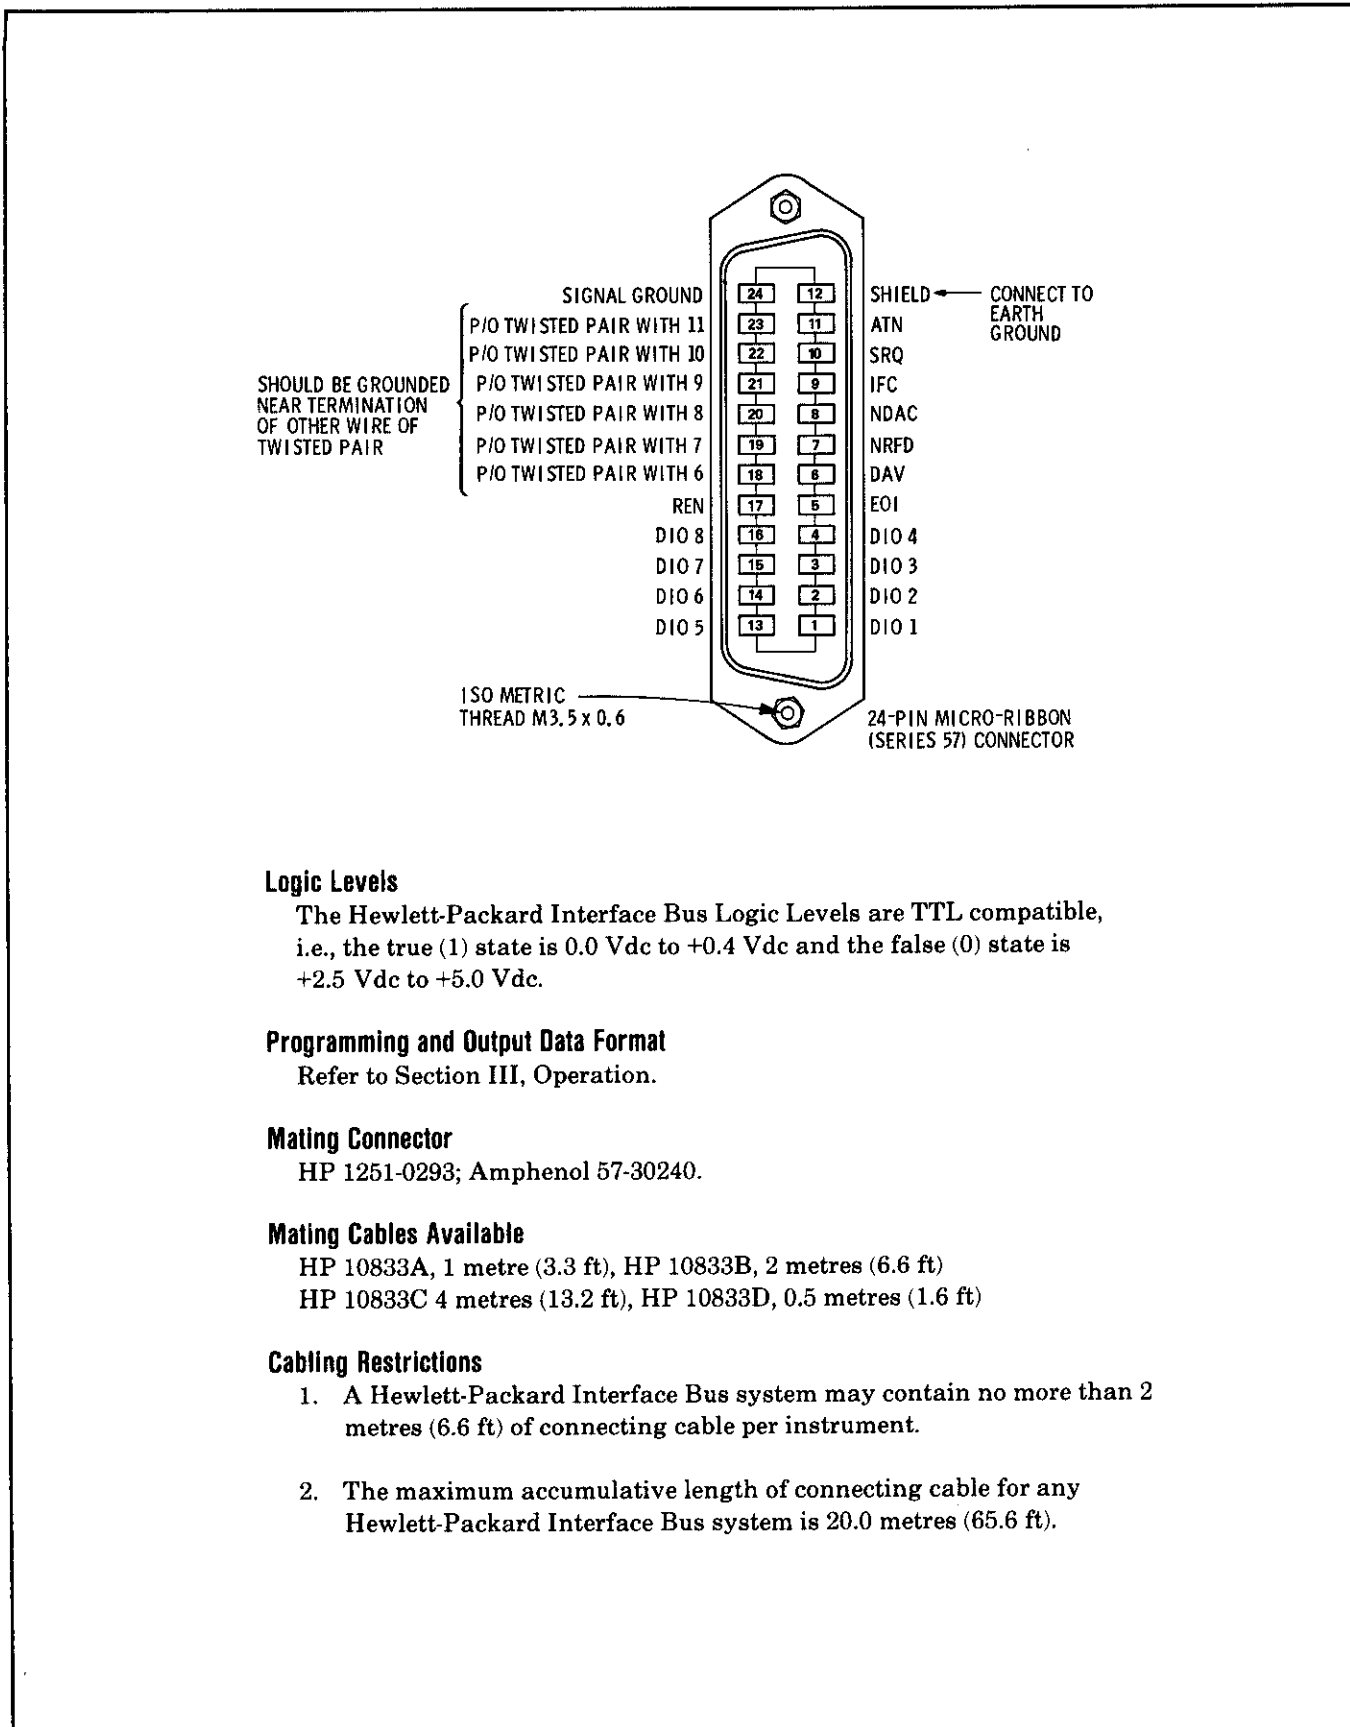 SIGNAL GROUND 24 12 SHIELD CONNECT TO EARTH GROUND
P/O TWISTED PAIR WITH 11 23 11 ATN
P/O TWISTED PAIR WITH 10 22 10 SRQ
P/O TWISTED PAIR WITH 9 21 9 IFC
P/O TWISTED PAIR WITH 8 20 8 NDAC
P/O TWISTED PAIR WITH 7 19 7 NRFD
P/O TWISTED PAIR WITH 6 18 6 DAV
SHOULD BE GROUNDED
NEAR TERMINATION
OF OTHER WIRE OF
TWISTED PAIR
REN 17 5 EOI
DIO 8 16 4 DIO 4
DIO 7 15 3 DIO 3
DIO 6 14 2 DIO 2
DIO 5 13 1 DIO 1
ISO METRIC
THREAD M3.5 x 0.6
24-PIN MICRO-RIBBON
(SERIES 57) CONNECTOR
Logic Levels
The Hewlett-Packard Interface Bus Logic Levels are TTL compatible,
i.e., the true (1) state is 0.0 Vdc to +0.4 Vdc and the false (0) state is
+2.5 Vdc to +5.0 Vdc.
Programming and Output Data Format
Refer to Section III, Operation.
Mating Connector
HP 1251-0293; Amphenol 57-30240.
Mating Cables Available
HP 10833A, 1 metre (3.3 ft), HP 10833B, 2 metres (6.6 ft)
HP 10833C 4 metres (13.2 ft), HP 10833D, 0.5 metres (1.6 ft)
Cabling Restrictions
1. A Hewlett-Packard Interface Bus system may contain no more than 2
metres (6.6 ft) of connecting cable per instrument.
2. The maximum accumulative length of connecting cable for any
Hewlett-Packard Interface Bus system is 20.0 metres (65.6 ft).